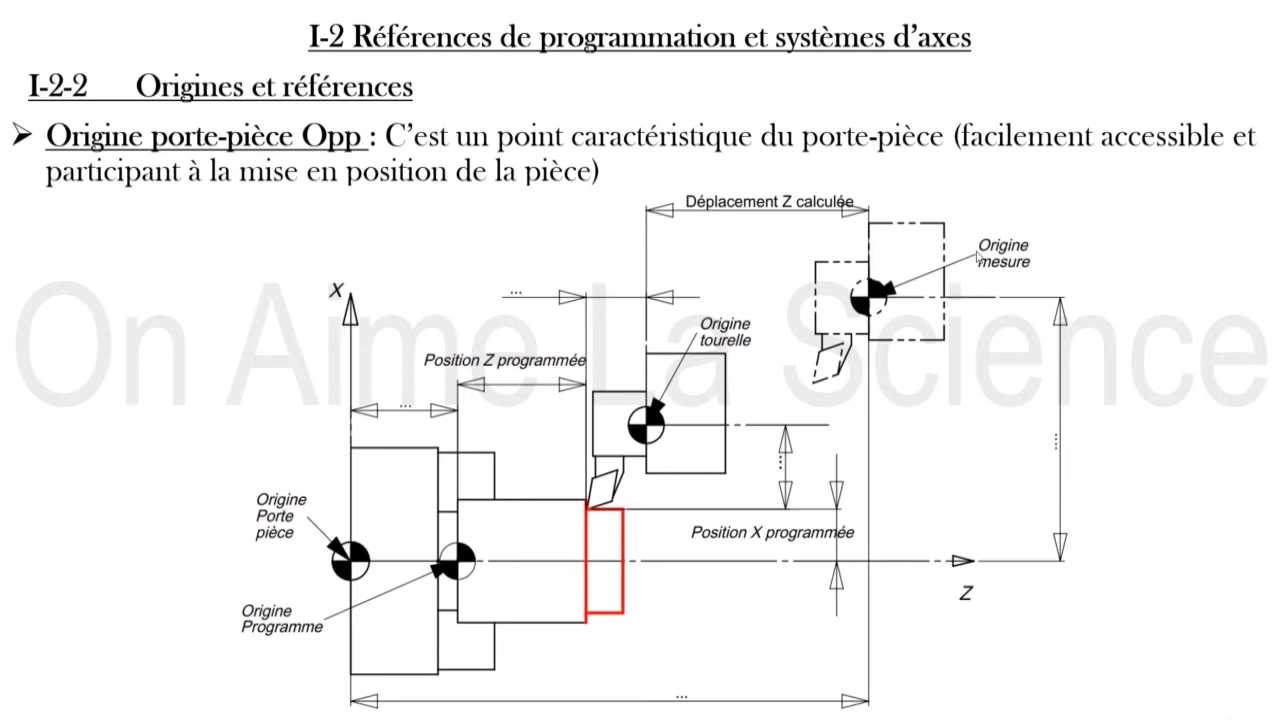 I-2 Références de programmation et systèmes d'axes
I-2-2 Origines et références
➢ Origine porte-pièce Opp : C'est un point caractéristique du porte-pièce (facilement accessible et
participant à la mise en position de la pièce)
Déplacement Z calculée
Origine
mesure
X
...
Origine
tourelle
Position Z programmée
...
On Aime La Science
...
...
Origine
Porte
pièce
Position X programmée
Z
Origine
Programme
...